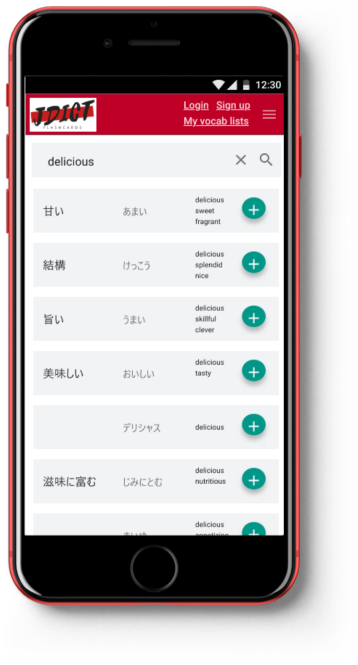 12:30
JDICT
FLASHCARDS
Login Sign up
My vocab lists
delicious
甘い あまい delicious
sweet
fragrant
結構 けっこう delicious
splendid
nice
旨い うまい delicious
skillful
clever
美味しい おいしい delicious
tasty
デリシャス delicious
滋味に富む じみにとむ delicious
nutritious
delicious